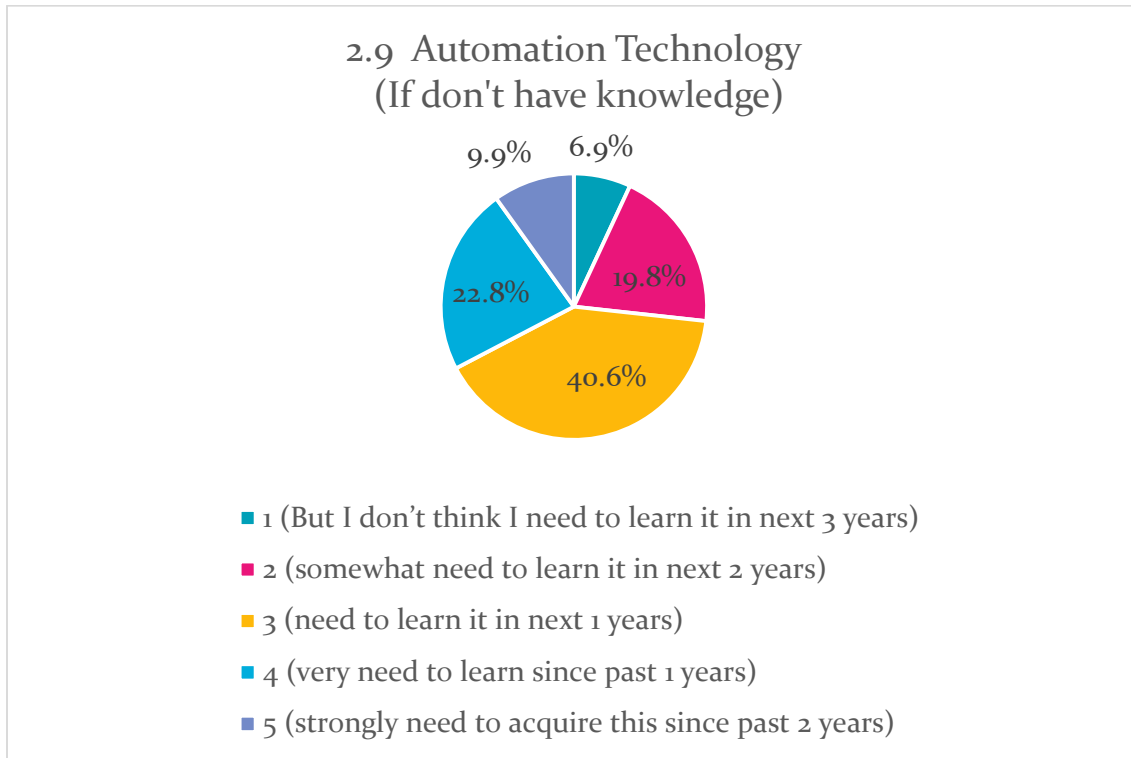 2.9 Automation Technology
(If don't have knowledge)
9.9%
6.9%
19.8%
22.8%
40.6%
1 (But I don’t think I need to learn it in next 3 years)
2 (somewhat need to learn it in next 2 years)
3 (need to learn it in next 1 years)
4 (very need to learn since past 1 years)
5 (strongly need to acquire this since past 2 years)